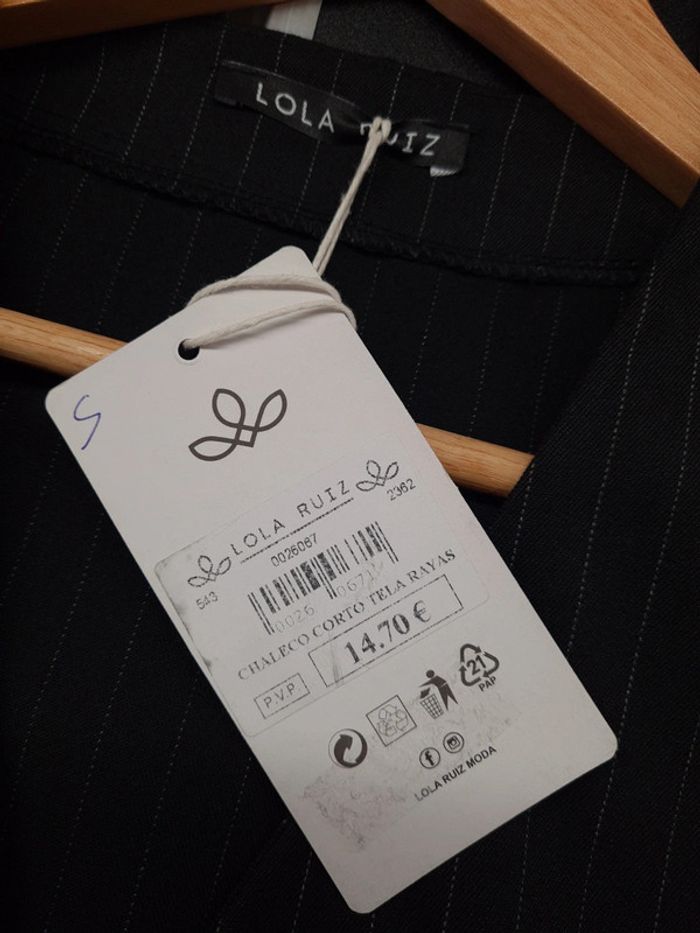 LOLA RUIZ
S
LOLA RUIZ
543
0026087
2362
CHALECO CORTO TELA RAYAS
P.V.P.
14.70 €
21
PAP
LOLA RUIZ MODA